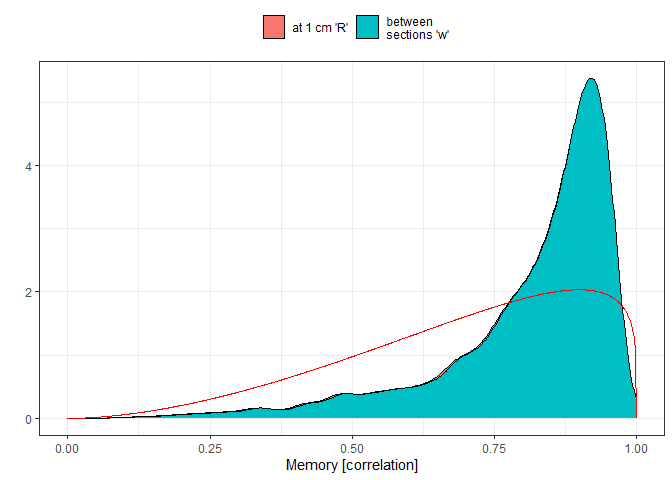 at 1 cm 'R'
between
sections 'w'
4
2
0
0.00 0.25 0.50 0.75 1.00
Memory [correlation]